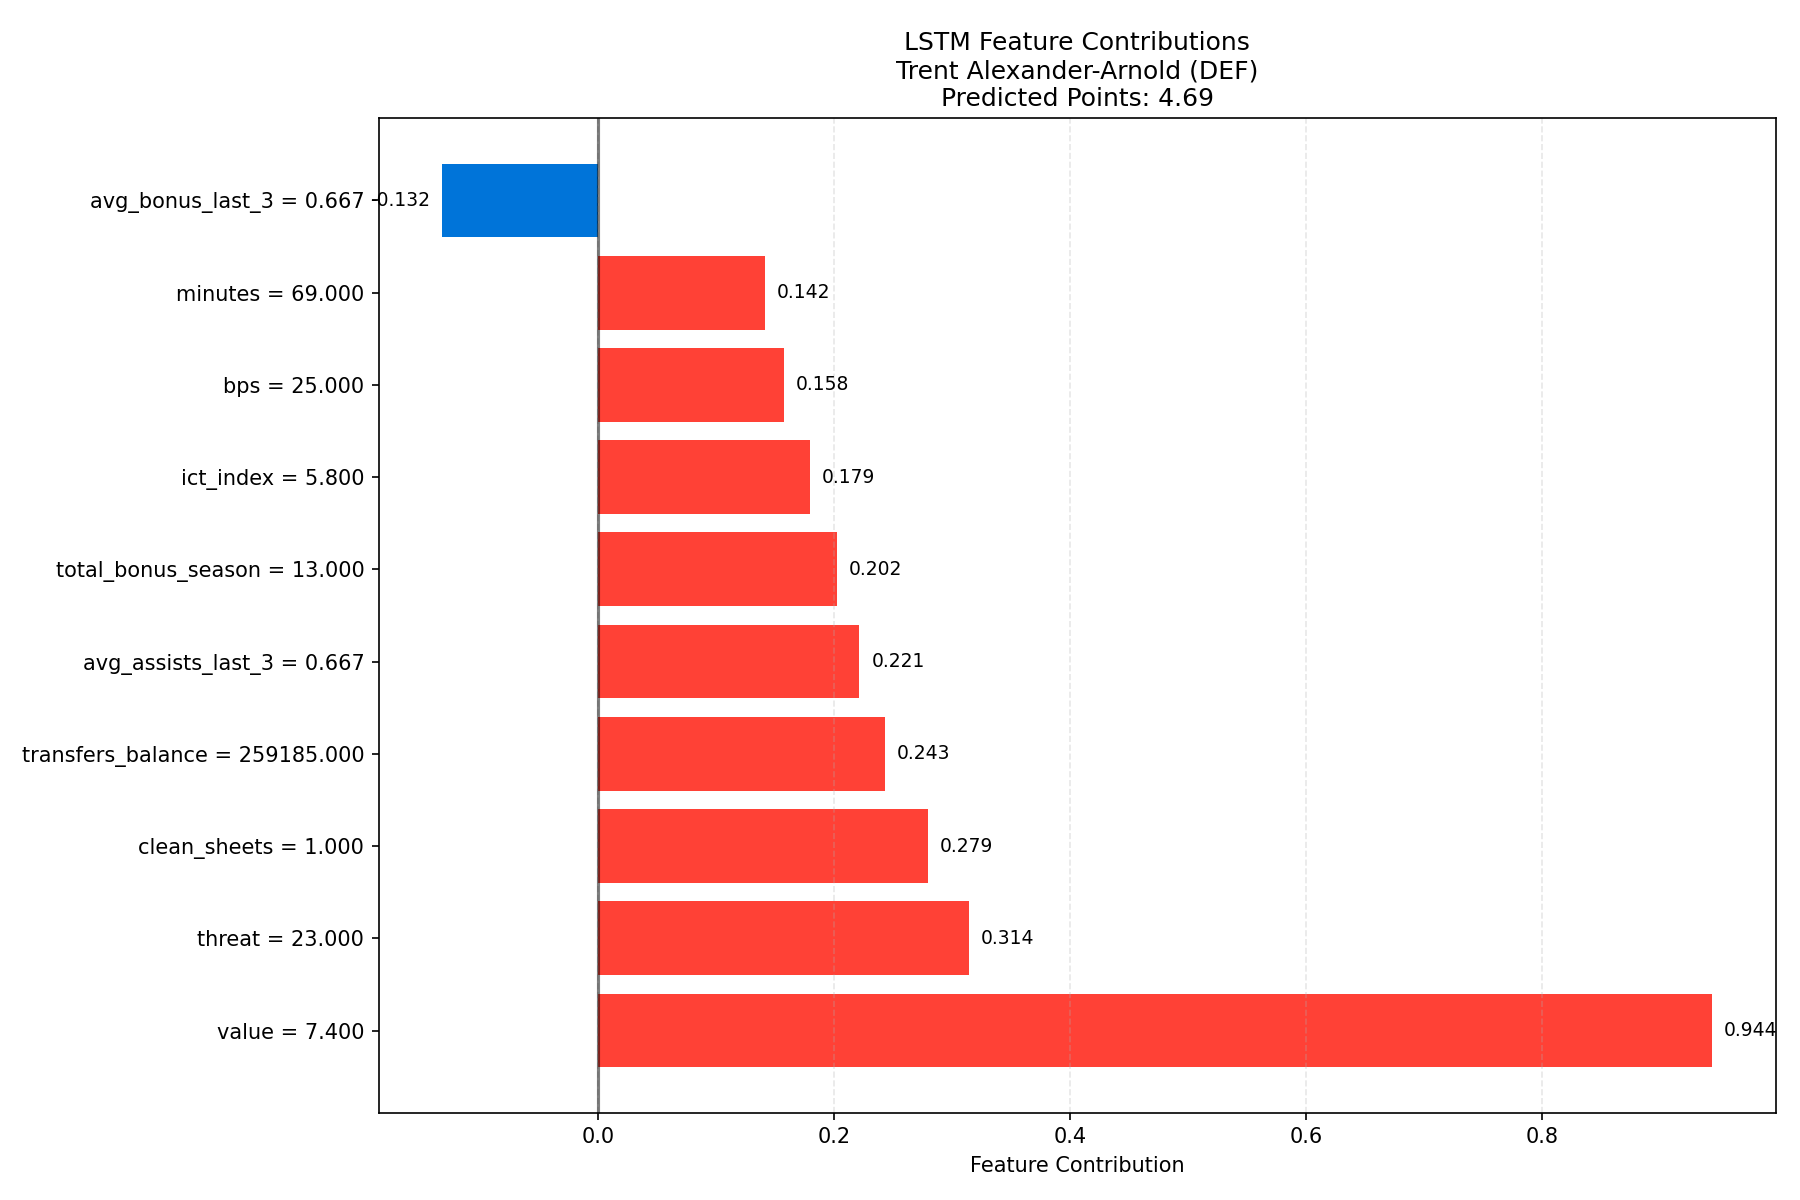 LSTM Feature Contributions
Trent Alexander-Arnold (DEF)
Predicted Points: 4.69
avg_bonus_last_3 = 0.667 -0.132
minutes = 69.000 0.142
bps = 25.000 0.158
ict_index = 5.800 0.179
total_bonus_season = 13.000 0.202
avg_assists_last_3 = 0.667 0.221
transfers_balance = 259185.000 0.243
clean_sheets = 1.000 0.279
threat = 23.000 0.314
value = 7.400 0.944
0.0 0.2 0.4 0.6 0.8
Feature Contribution